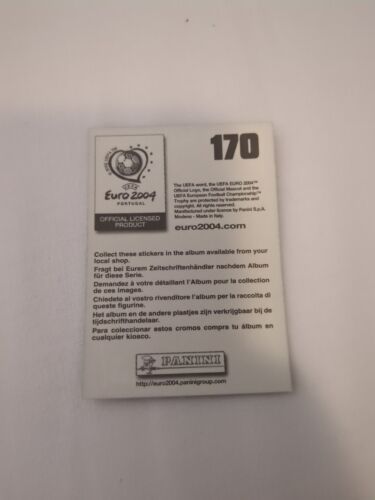 170
UEFA
EURO2004
PORTUGAL
OFFICIAL LICENSED
PRODUCT
The UEFA word, the UEFA EURO 2004™
Official Logo, the Official Mascot and the
UEFA European Football Championship™
Trophy are protected by trademarks and
copyright. All rights reserved.
Manufactured under licence by Panini S.p.A.
Modena - Made in Italy.
euro2004.com
Collect these stickers in the album available from your
local shop.
Fragt bei Eurem Zeitschriftenhändler nachdem Album
für diese Serie.
Demandez à votre détaillant l'Album pour la collection
de ces images.
Chiedete al vostro rivenditore l'album per la raccolta di
queste figurine.
Het album en de andere plaatjes zijn verkrijgbaar bij de
tijdschrifthandelaar.
Para coleccionar estos cromos compra tu álbum en
cualquier kiosco.
PANINI
http://euro2004.paninigroup.com